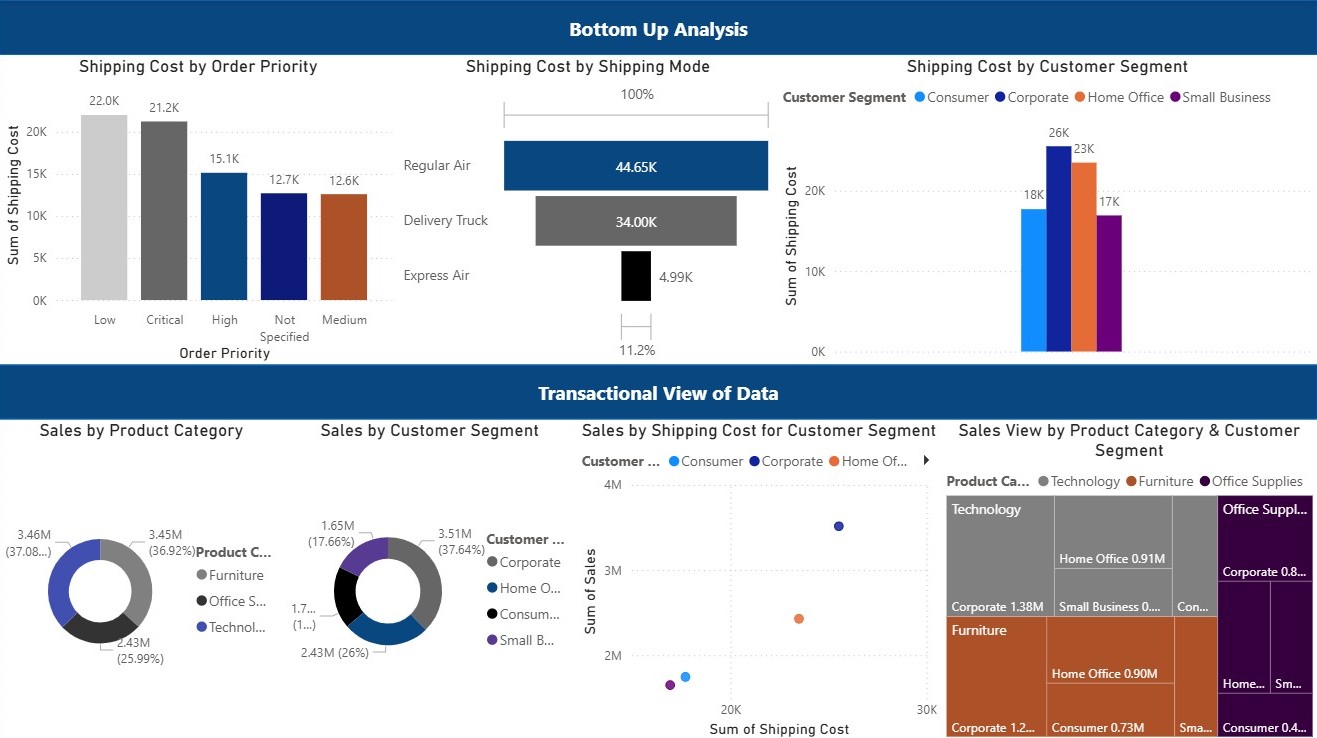 Bottom Up Analysis
Shipping Cost by Order Priority
Sum of Shipping Cost
20K
15K
10K
5K
0K
22.0K
21.2K
15.1K
12.7K
12.6K
Low
Critical
High
Not
Specified
Medium
Order Priority
Shipping Cost by Shipping Mode
100%
Regular Air
44.65K
Delivery Truck
34.00K
Express Air
4.99K
11.2%
Shipping Cost by Customer Segment
Customer Segment Consumer Corporate Home Office Small Business
Sum of Shipping Cost
20K
10K
0K
18K
26K
23K
17K
Transactional View of Data
Sales by Product Category
3.46M
(37.08...)
3.45M
(36.92%)
2.43M
(25.99%)
Product C...
Furniture
Office S...
Technol...
Sales by Customer Segment
1.65M
(17.66%)
3.51M
(37.64%)
1.7...
(1...)
2.43M (26%)
Customer ...
Corporate
Home O...
Consum...
Small B...
Sales by Shipping Cost for Customer Segment
Customer ... Consumer Corporate Home Of...
Sum of Sales
4M
3M
2M
20K
30K
Sum of Shipping Cost
Sales View by Product Category & Customer
Segment
Product Ca... Technology Furniture Office Supplies
Technology
Corporate 1.38M
Home Office 0.91M
Small Business 0....
Con...
Furniture
Corporate 1.2...
Home Office 0.90M
Consumer 0.73M
Sma...
Office Suppl...
Corporate 0.8...
Home...
Sm...
Consumer 0.4...